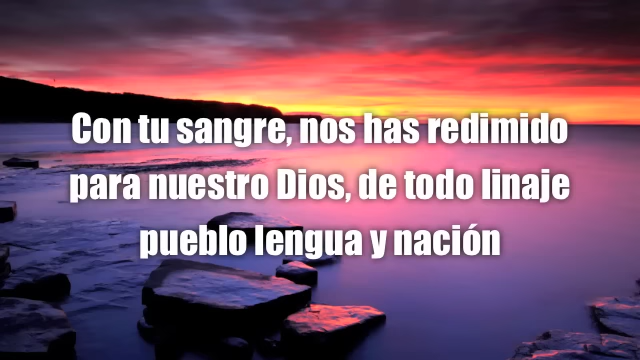 Con tu sangre, nos has redimido
para nuestro Dios, de todo linaje
pueblo lengua y nación